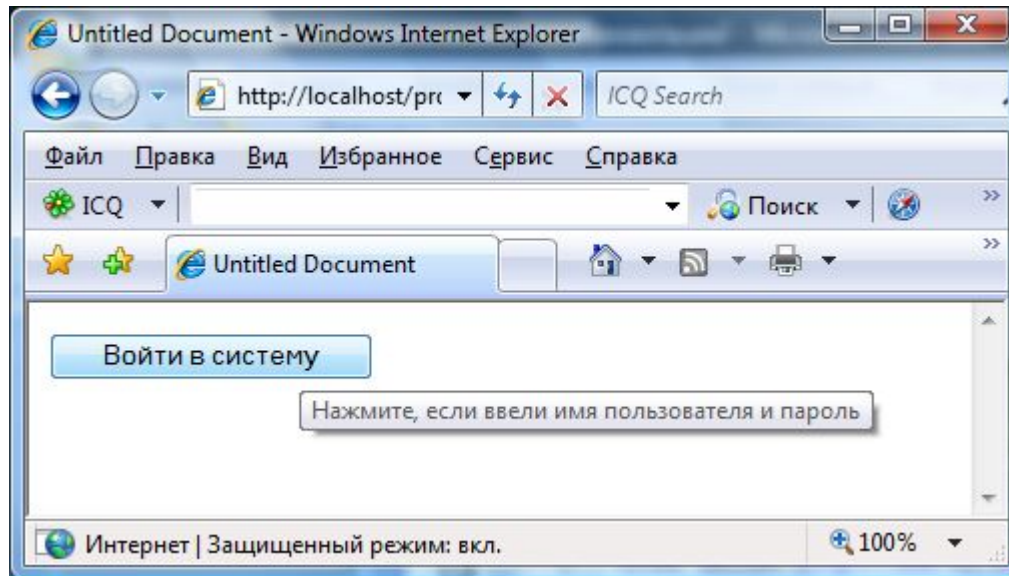 Untitled Document - Windows Internet Explorer
http://localhost/pro ICQ Search
Файл Правка Вид Избранное Сервис Справка
ICQ Поиск
Untitled Document
Войти в систему
Нажмите, если ввели имя пользователя и пароль
Интернет | Защищенный режим: вкл. 100%